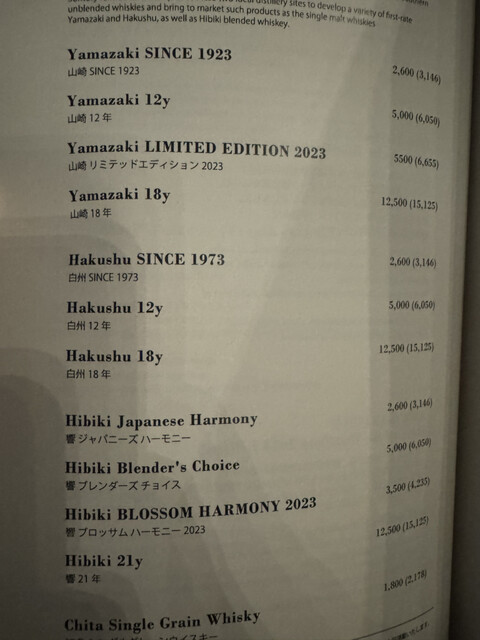 unblended whiskies and bring to market such products as the single malt whiskies
Yamazaki and Hakushu, as well as Hibiki blended whiskey.
Yamazaki SINCE 1923 2,600 (3,146)
山崎 SINCE 1923
Yamazaki 12y 5,000 (6,050)
山崎 12 年
Yamazaki LIMITED EDITION 2023 5500 (6,655)
山崎 リミテッドエディション 2023
Yamazaki 18y 12,500 (15,125)
山崎 18 年
Hakushu SINCE 1973 2,600 (3,146)
白州 SINCE 1973
Hakushu 12y 5,000 (6,050)
白州 12 年
Hakushu 18y 12,500 (15,125)
白州 18 年
Hibiki Japanese Harmony 2,600 (3,146)
響 ジャパニーズ ハーモニー
Hibiki Blender's Choice 5,000 (6,050)
響 ブレンダーズ チョイス
Hibiki BLOSSOM HARMONY 2023 3,500 (4,235)
響 ブロッサム ハーモニー 2023
Hibiki 21y 12,500 (15,125)
響 21 年
Chita Single Grain Whisky 1,800 (2,178)